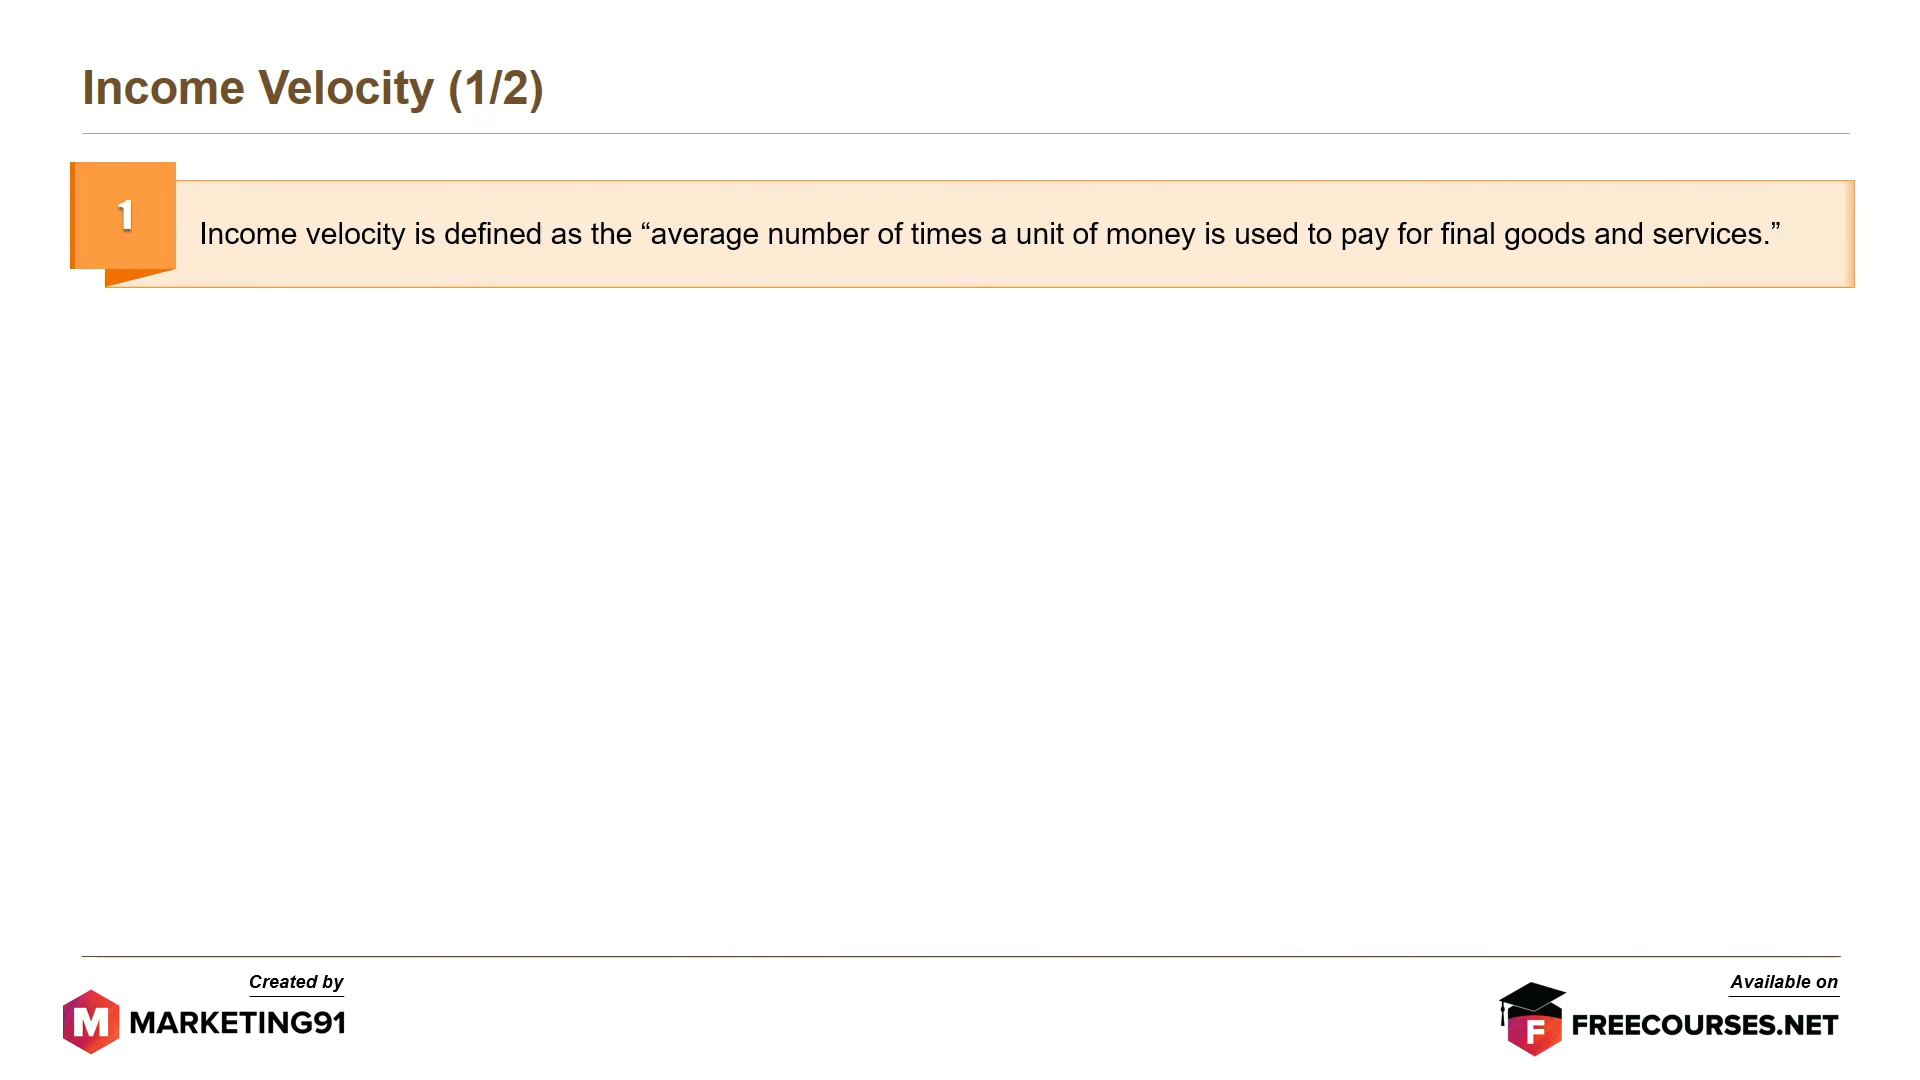 Income Velocity (1/2)
1
Income velocity is defined as the “average number of times a unit of money is used to pay for final goods and services.”
Created by
M MARKETING91
Available on
F FREECOURSES.NET